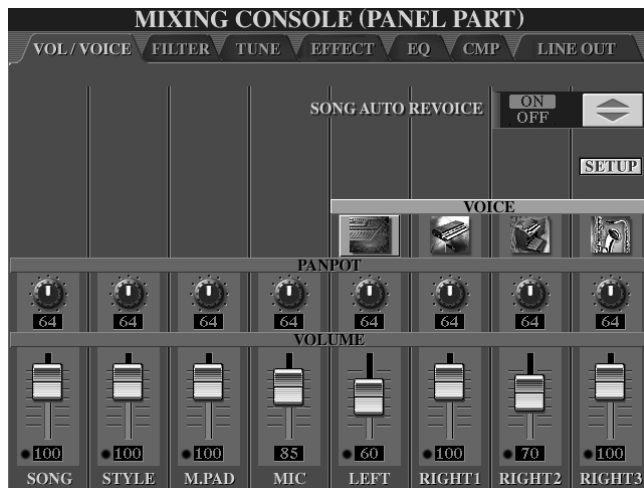 MIXING CONSOLE (PANEL PART)
VOL / VOICE FILTER TUNE EFFECT EQ CMP LINE OUT
SONG AUTO REVOICE ON
OFF
SETUP
VOICE
PANPOT
64 64 64 64 64 64 64 64
VOLUME
100 100 100 85 60 100 70 100
SONG STYLE M.PAD MIC LEFT RIGHT1 RIGHT2 RIGHT3